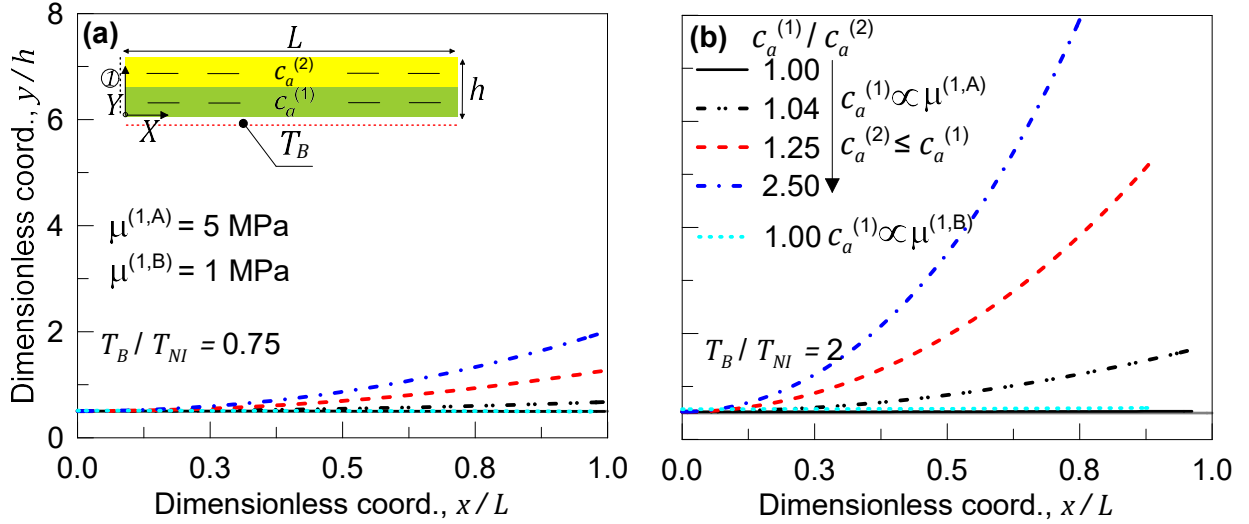 (a)
L
c_a^(2)
①
h
Y
c_a^(1)
X
T_B
μ^(1,A) = 5 MPa
μ^(1,B) = 1 MPa
T_B / T_NI = 0.75
8
6
4
2
0
0.0 0.3 0.5 0.8 1.0
Dimensionless coord., y/h
Dimensionless coord., x/L
(b)
c_a^(1) / c_a^(2)
1.00
1.04
1.25
2.50
c_a^(1) ∝ μ^(1,A)
c_a^(2) ≤ c_a^(1)
1.00 c_a^(1) ∝ μ^(1,B)
T_B / T_NI = 2
0.0 0.3 0.5 0.8 1.0
Dimensionless coord., x/L